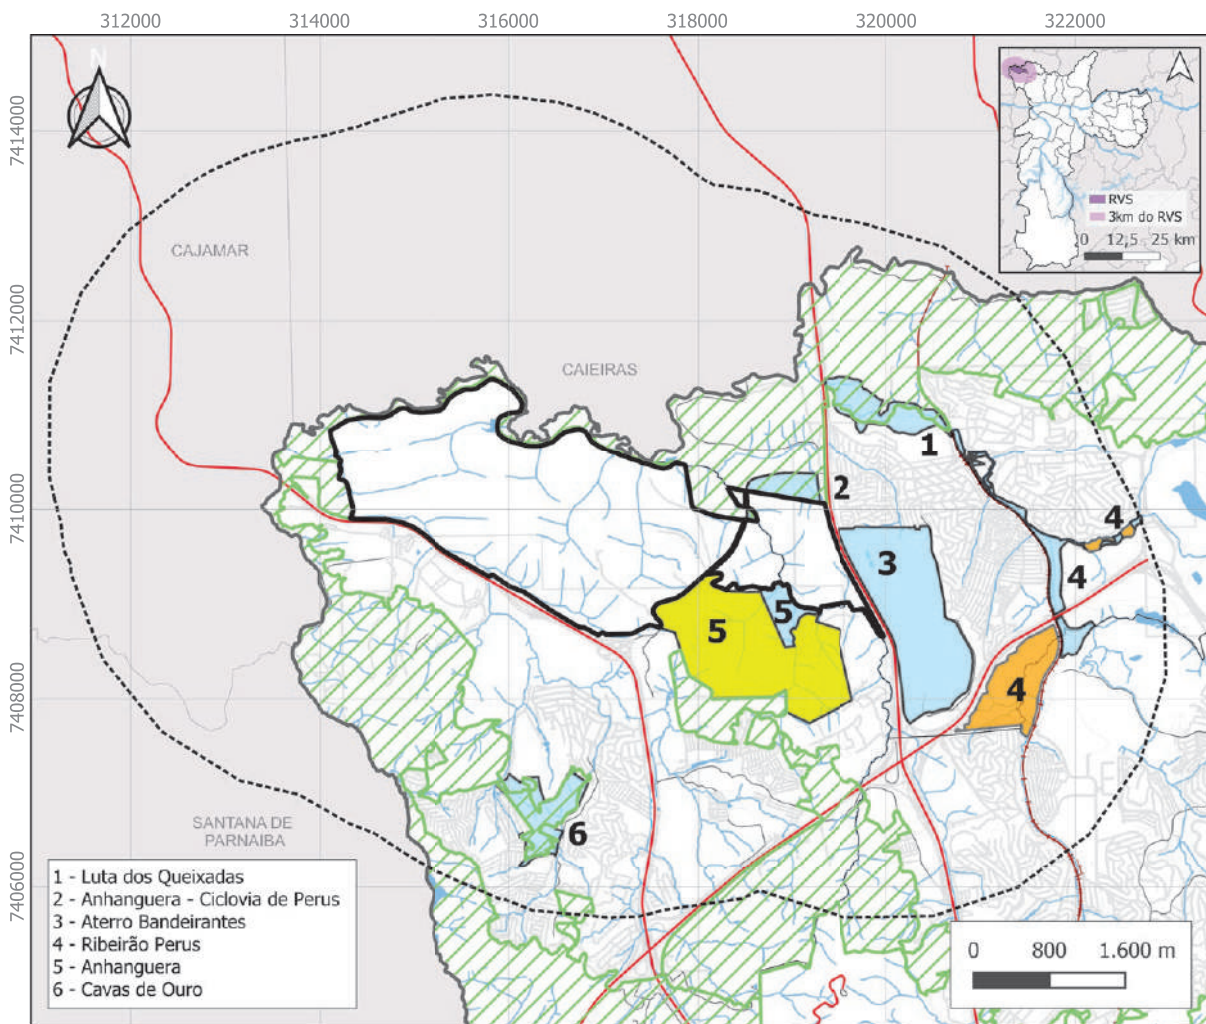 312000 314000 316000 318000 320000 322000
N
7414000
7412000
7410000
7408000
7406000
RVS
3km do RVS
0 12,5 25 km
CAJAMAR
CAIEIRAS
1
2
3
4
4
4
5
5
6
SANTANA DE
PARNAIBA
1 - Luta dos Queixadas
2 - Anhanguera - Ciclovia de Perus
3 - Aterro Bandeirantes
4 - Ribeirão Perus
5 - Anhanguera
6 - Cavas de Ouro
0 800 1.600 m